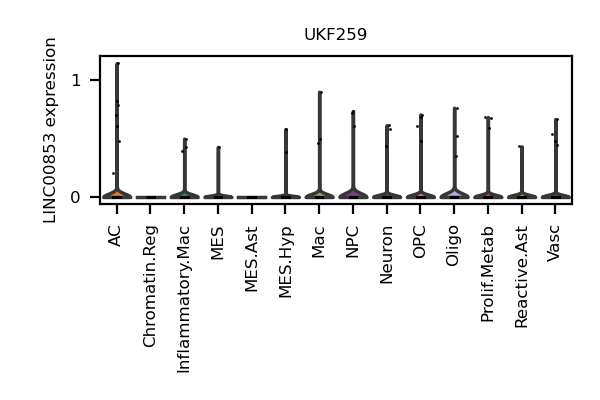 UKF259
LINC00853 expression
1
0
AC
Chromatin.Reg
Inflammatory.Mac
MES
MES.Ast
MES.Hyp
Mac
NPC
Neuron
OPC
Oligo
Prolif.Metab
Reactive.Ast
Vasc